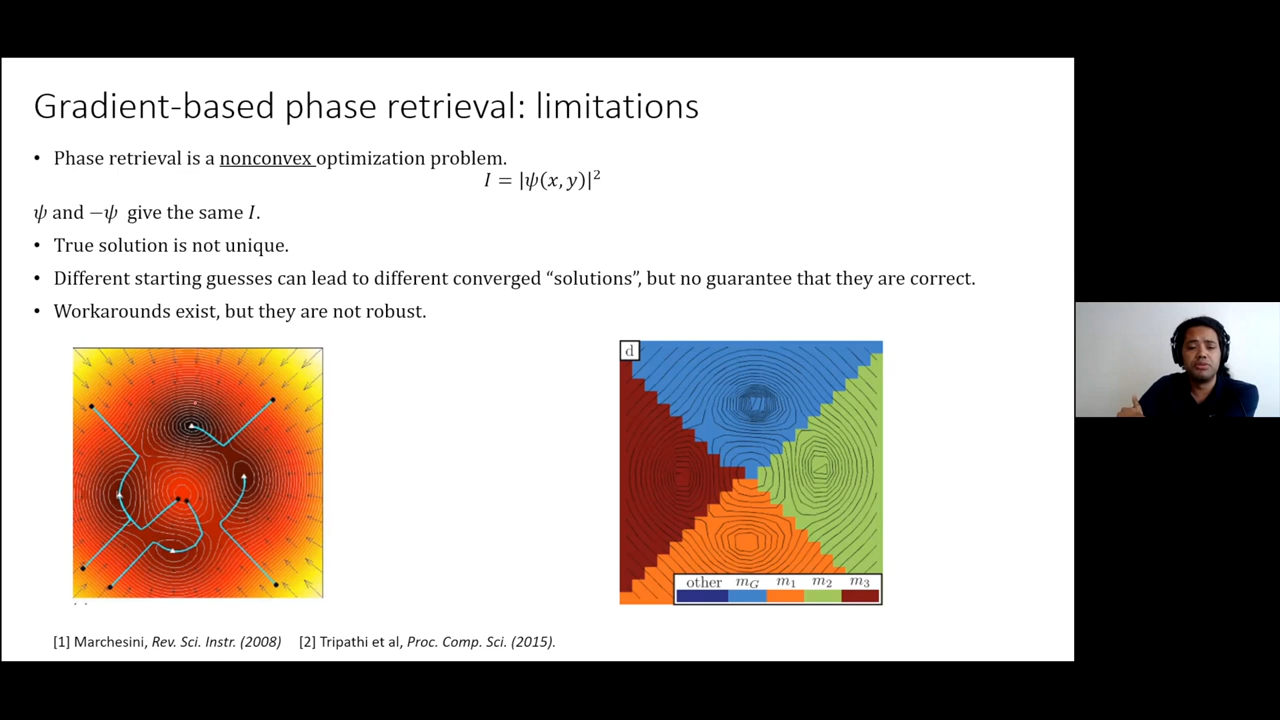 Gradient-based phase retrieval: limitations
• Phase retrieval is a nonconvex optimization problem.
I = |ψ(x, y)|²
ψ and −ψ give the same I.
• True solution is not unique.
• Different starting guesses can lead to different converged “solutions”, but no guarantee that they are correct.
• Workarounds exist, but they are not robust.
d
other m_G m_1 m_2 m_3
[1] Marchesini, Rev. Sci. Instr. (2008) [2] Tripathi et al, Proc. Comp. Sci. (2015).